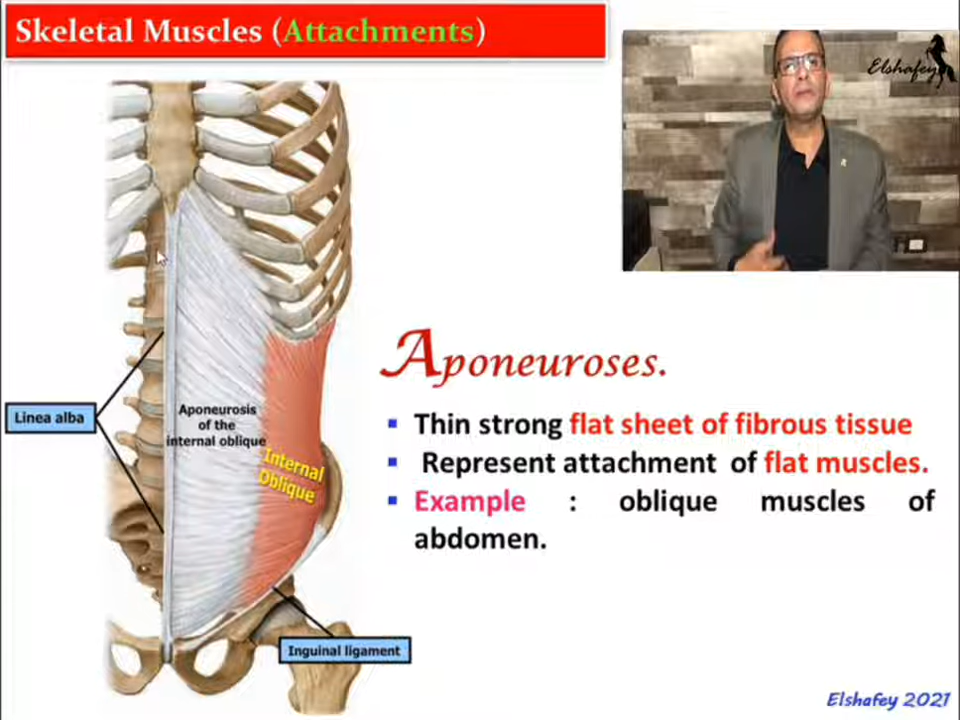 Skeletal Muscles (Attachments)
Elshafey
Aponeuroses.
▪ Thin strong flat sheet of fibrous tissue
▪ Represent attachment of flat muscles.
▪ Example : oblique muscles of
abdomen.
Linea alba
Aponeurosis
of the
internal oblique
Internal
Oblique
Inguinal ligament
Elshafey 2021